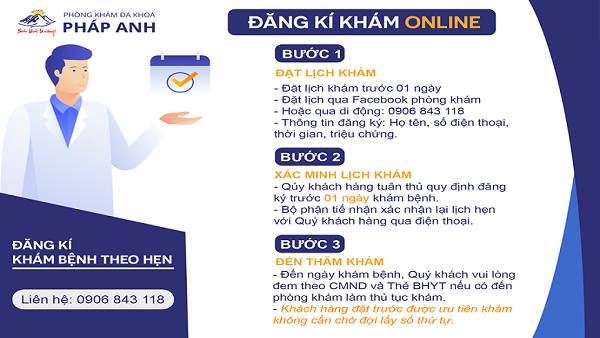 PHÒNG KHÁM ĐA KHOA
PHÁP ANH
ĐĂNG KÍ KHÁM ONLINE
BƯỚC 1
ĐẶT LỊCH KHÁM
- Đặt lịch khám trước 01 ngày
- Đặt lịch qua Facebook phòng khám
- Hoặc qua di động: 0906 843 118
- Thông tin đăng ký: Họ tên, số điện thoại,
thời gian, triệu chứng.
BƯỚC 2
XÁC MINH LỊCH KHÁM
- Qúy khách hàng tuân thủ quy định đăng
ký trước 01 ngày khám bệnh.
- Bộ phận tiếp nhận xác nhận lại lịch hẹn
với Quý khách hàng qua điện thoại.
BƯỚC 3
ĐẾN THĂM KHÁM
- Đến ngày khám bệnh, Quý khách vui lòng
đem theo CMND và Thẻ BHYT nếu có đến
phòng khám làm thủ tục khám.
- Khách hàng đặt trước được ưu tiên khám
không cần chờ đợi lấy số thứ tự.
ĐĂNG KÍ
KHÁM BỆNH THEO HẸN
Liên hệ: 0906 843 118